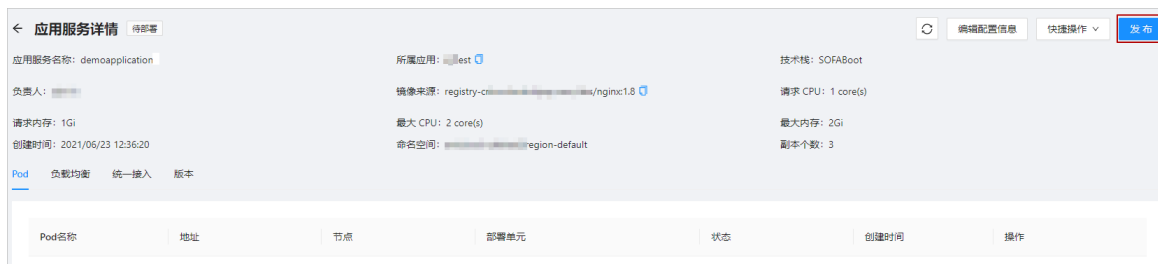 应用服务详情 待部署 编辑配置信息 快捷操作 发布
应用服务名称: demoapplication 所属应用: est 技术栈: SOFABoot
负责人: 镜像来源: registry-c /nginx:1.8 请求 CPU: 1 core(s)
请求内存: 1Gi 最大 CPU: 2 core(s) 最大内存: 2Gi
创建时间: 2021/06/23 12:36:20 命名空间: region-default 副本个数: 3
Pod 负载均衡 统一接入 版本
Pod名称 地址 节点 部署单元 状态 创建时间 操作